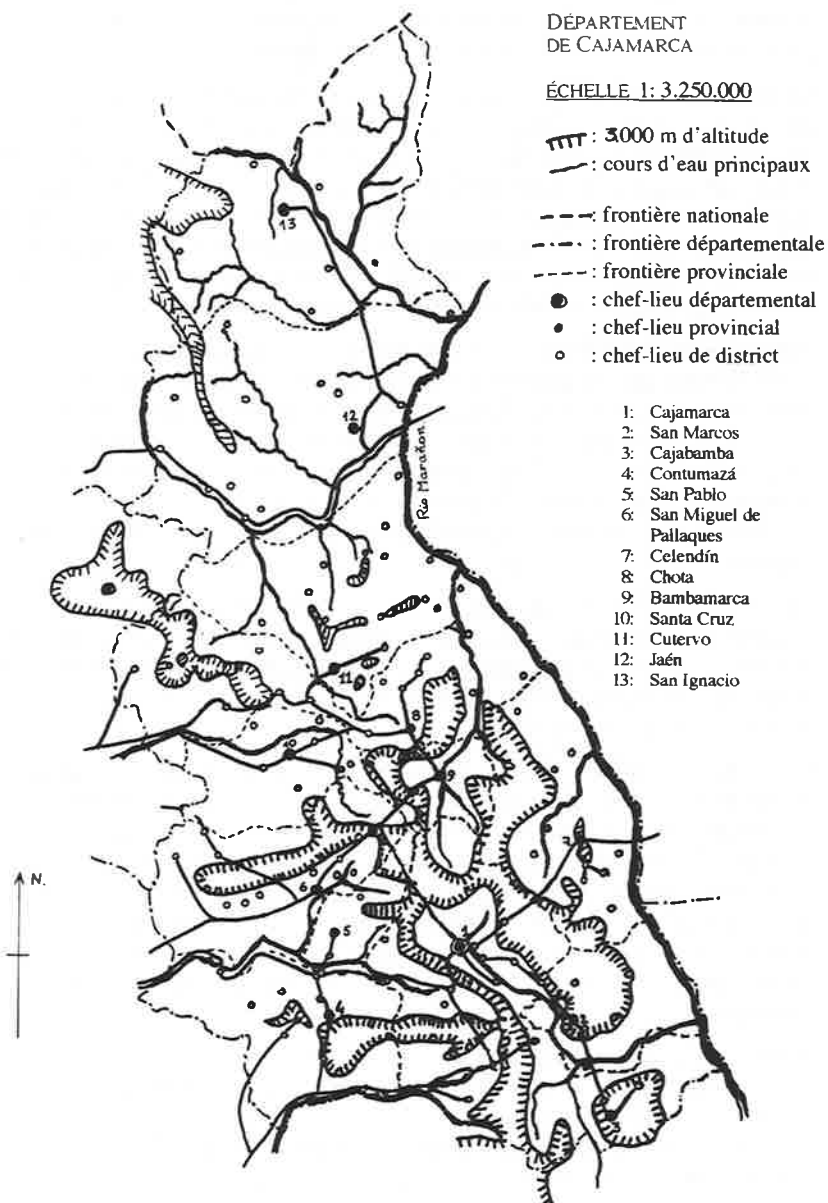 DÉPARTEMENT
DE CAJAMARCA
ÉCHELLE 1: 3.250.000
: 3.000 m d'altitude
: cours d'eau principaux
: frontière nationale
: frontière départementale
: frontière provinciale
: chef-lieu départemental
: chef-lieu provincial
: chef-lieu de district
1: Cajamarca
2: San Marcos
3: Cajabamba
4: Contumazá
5: San Pablo
6: San Miguel de
Pallaques
7: Celendín
8: Chota
9: Bambamarca
10: Santa Cruz
11: Cutervo
12: Jaén
13: San Ignacio
13
12
Río Marañon
11
8
9
7
N.
6
5
1
4